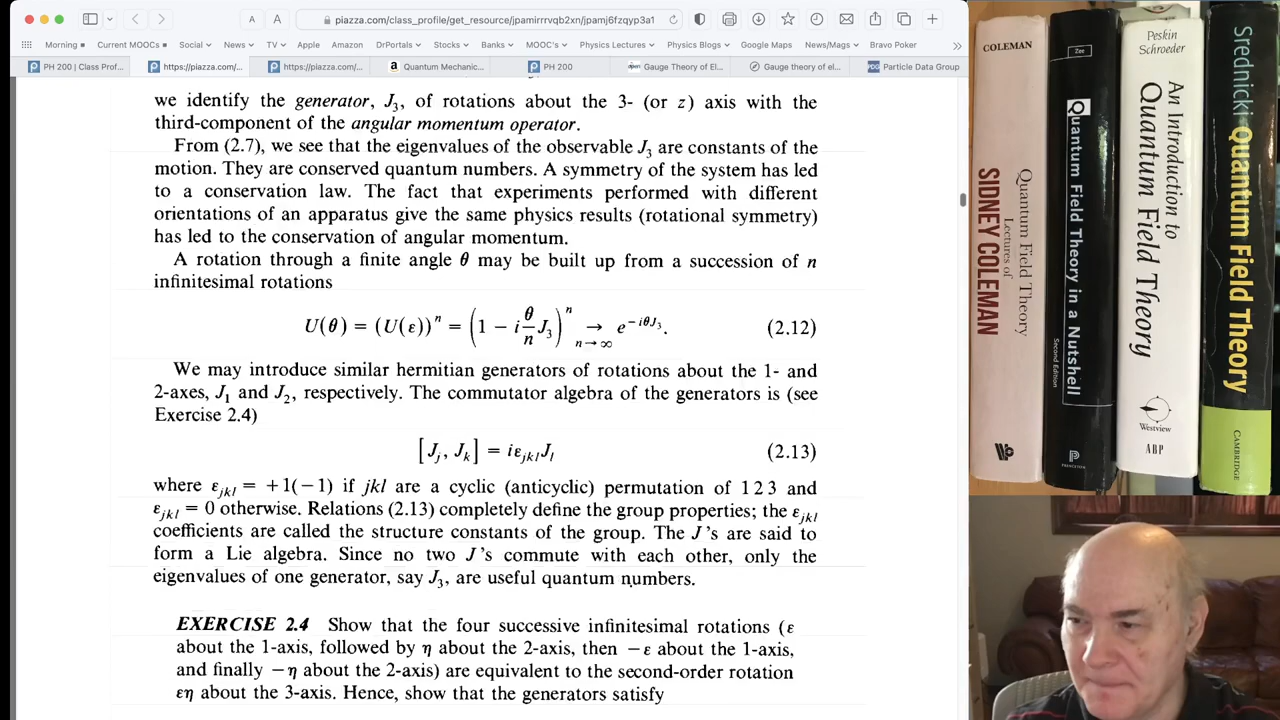 piazza.com/class_profile/get_resource/jpamirrrvqb2xn/jpamj6fzqyp3a1
Morning Current MOOCs Social News TV Apple Amazon DrPortals Stocks Banks MOOC's Physics Lectures Physics Blogs Google Maps News/Mags Bravo Poker
PH 200 | Class Prof... https://piazza.com/... https://piazza.com/... Quantum Mechanic... PH 200 Gauge Theory of El... Gauge theory of el... Particle Data Group
we identify the generator, J₃, of rotations about the 3- (or z) axis with the
third-component of the angular momentum operator.
From (2.7), we see that the eigenvalues of the observable J₃ are constants of the
motion. They are conserved quantum numbers. A symmetry of the system has led
to a conservation law. The fact that experiments performed with different
orientations of an apparatus give the same physics results (rotational symmetry)
has led to the conservation of angular momentum.
A rotation through a finite angle θ may be built up from a succession of n
infinitesimal rotations
U(θ) = (U(ε))ⁿ = (1 − i θ/n J₃)ⁿ → n→∞ e^{−iθJ₃}. (2.12)
We may introduce similar hermitian generators of rotations about the 1- and
2-axes, J₁ and J₂, respectively. The commutator algebra of the generators is (see
Exercise 2.4)
[Jⱼ, Jₖ] = iεⱼₖₗJₗ (2.13)
where εⱼₖₗ = +1(−1) if jkl are a cyclic (anticyclic) permutation of 1 2 3 and
εⱼₖₗ = 0 otherwise. Relations (2.13) completely define the group properties; the εⱼₖₗ
coefficients are called the structure constants of the group. The J's are said to
form a Lie algebra. Since no two J's commute with each other, only the
eigenvalues of one generator, say J₃, are useful quantum numbers.
EXERCISE 2.4 Show that the four successive infinitesimal rotations (ε
about the 1-axis, followed by η about the 2-axis, then −ε about the 1-axis,
and finally −η about the 2-axis) are equivalent to the second-order rotation
εη about the 3-axis. Hence, show that the generators satisfy
COLEMAN
Quantum Field Theory
Lectures of
SIDNEY COLEMAN
Zee
Quantum Field Theory in a Nutshell
Second Edition
PRINCETON
Peskin
Schroeder
An Introduction to
Quantum Field Theory
Westview
ABP
Srednicki
Quantum Field Theory
CAMBRIDGE